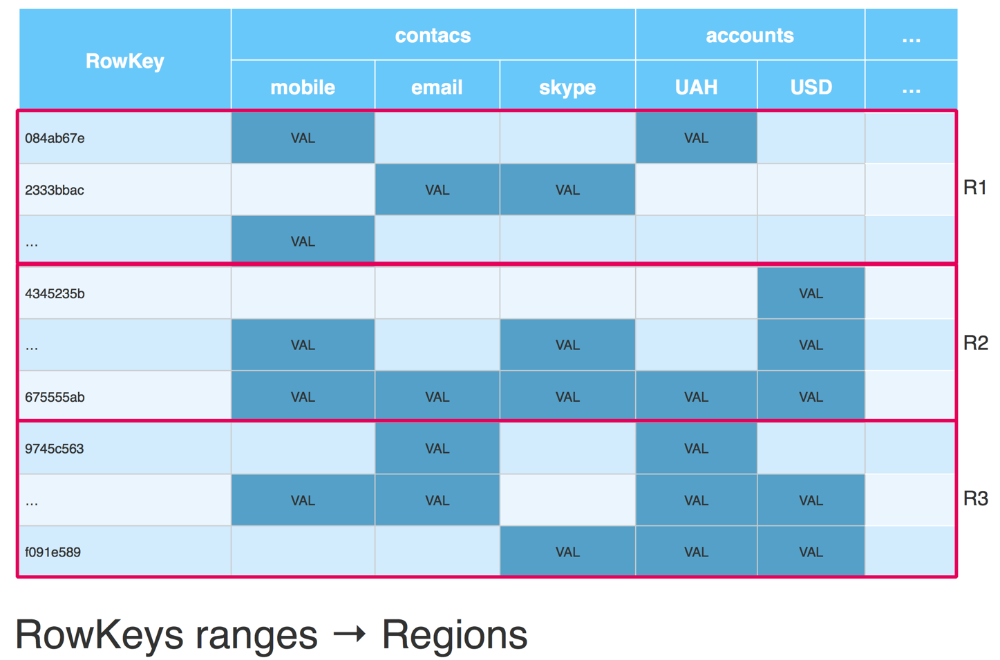 RowKey contacs accounts ...
mobile email skype UAH USD ...
084ab67e VAL VAL
2333bbac VAL VAL
R1
... VAL
4345235b VAL
... VAL VAL VAL
R2
675555ab VAL VAL VAL VAL VAL
9745c563 VAL VAL
... VAL VAL VAL VAL
R3
f091e589 VAL VAL VAL
RowKeys ranges → Regions